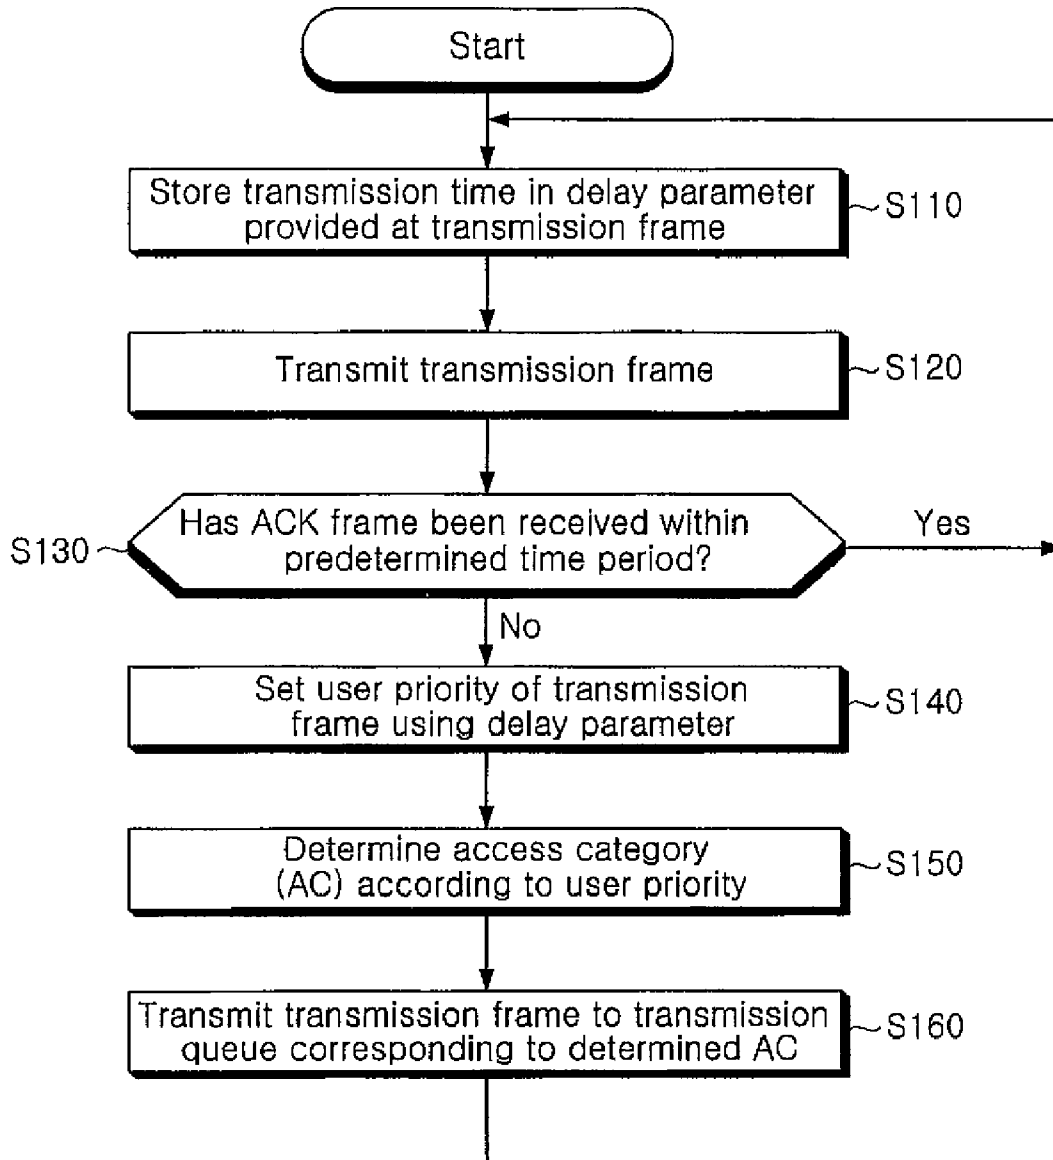 Start
Store transmission time in delay parameter
provided at transmission frame
S110
Transmit transmission frame
S120
Has ACK frame been received within
predetermined time period?
S130
Yes
No
Set user priority of transmission
frame using delay parameter
S140
Determine access category
(AC) according to user priority
S150
Transmit transmission frame to transmission
queue corresponding to determined AC
S160